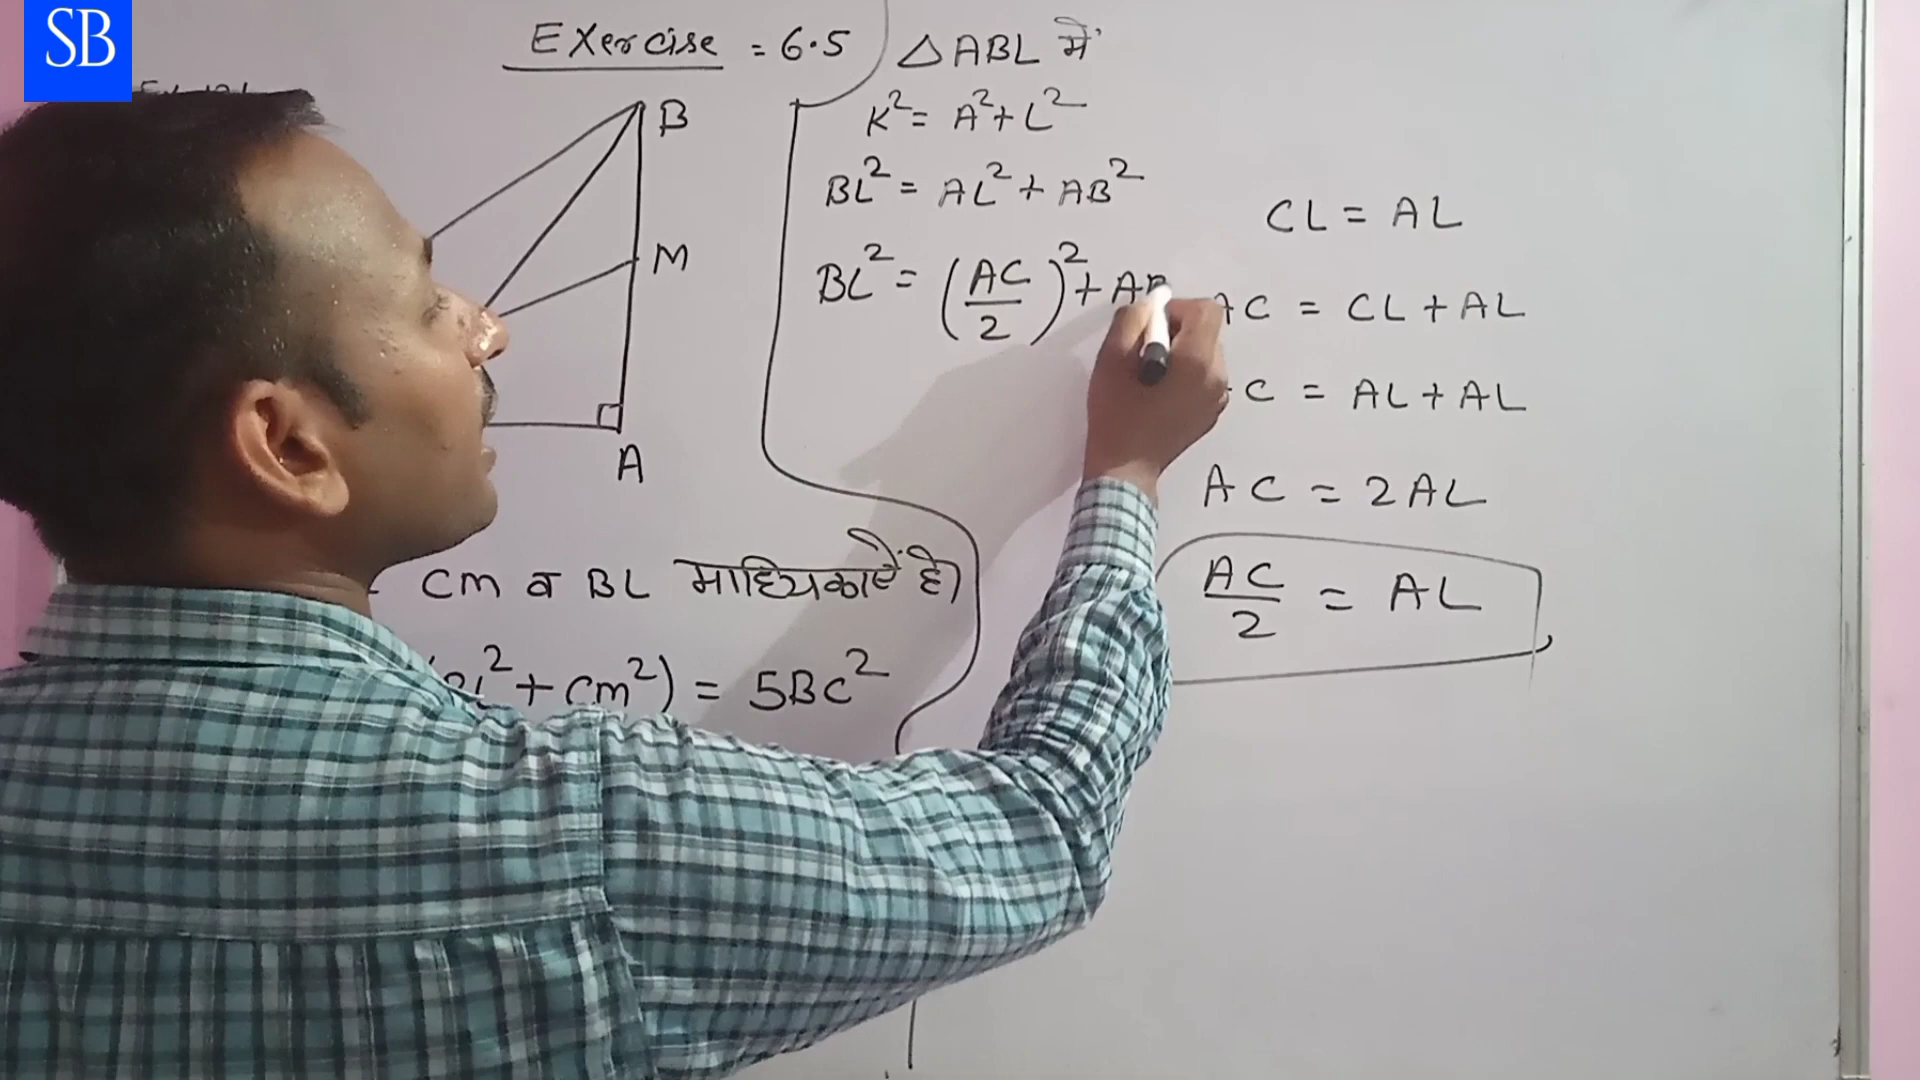 SB
Exercise = 6.5
B
M
A
CM व BL माध्यिकाऐं है।
+ CM²) = 5BC²
△ABL में
K² = A² + L²
BL² = AL² + AB²
BL² = (AC/2)² + AB
CL = AL
AC = CL + AL
C = AL + AL
AC = 2AL
AC/2 = AL